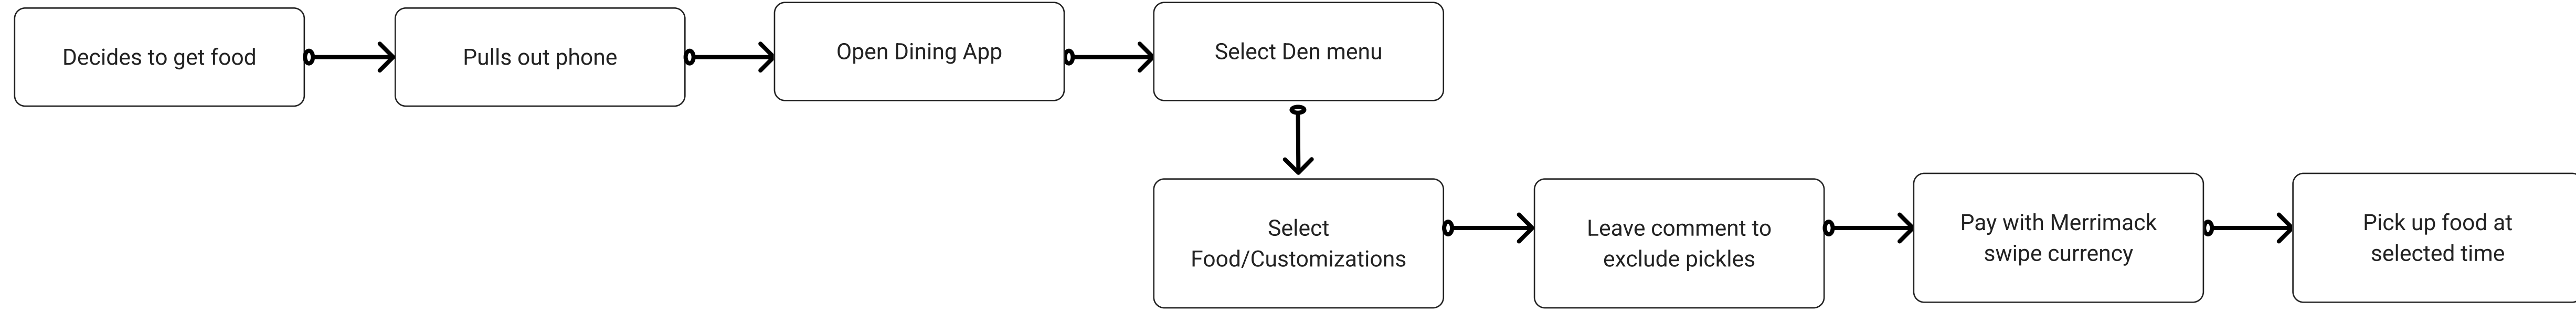 Decides to get food
Pulls out phone
Open Dining App
Select Den menu
Select
Food/Customizations
Leave comment to
exclude pickles
Pay with Merrimack
swipe currency
Pick up food at
selected time